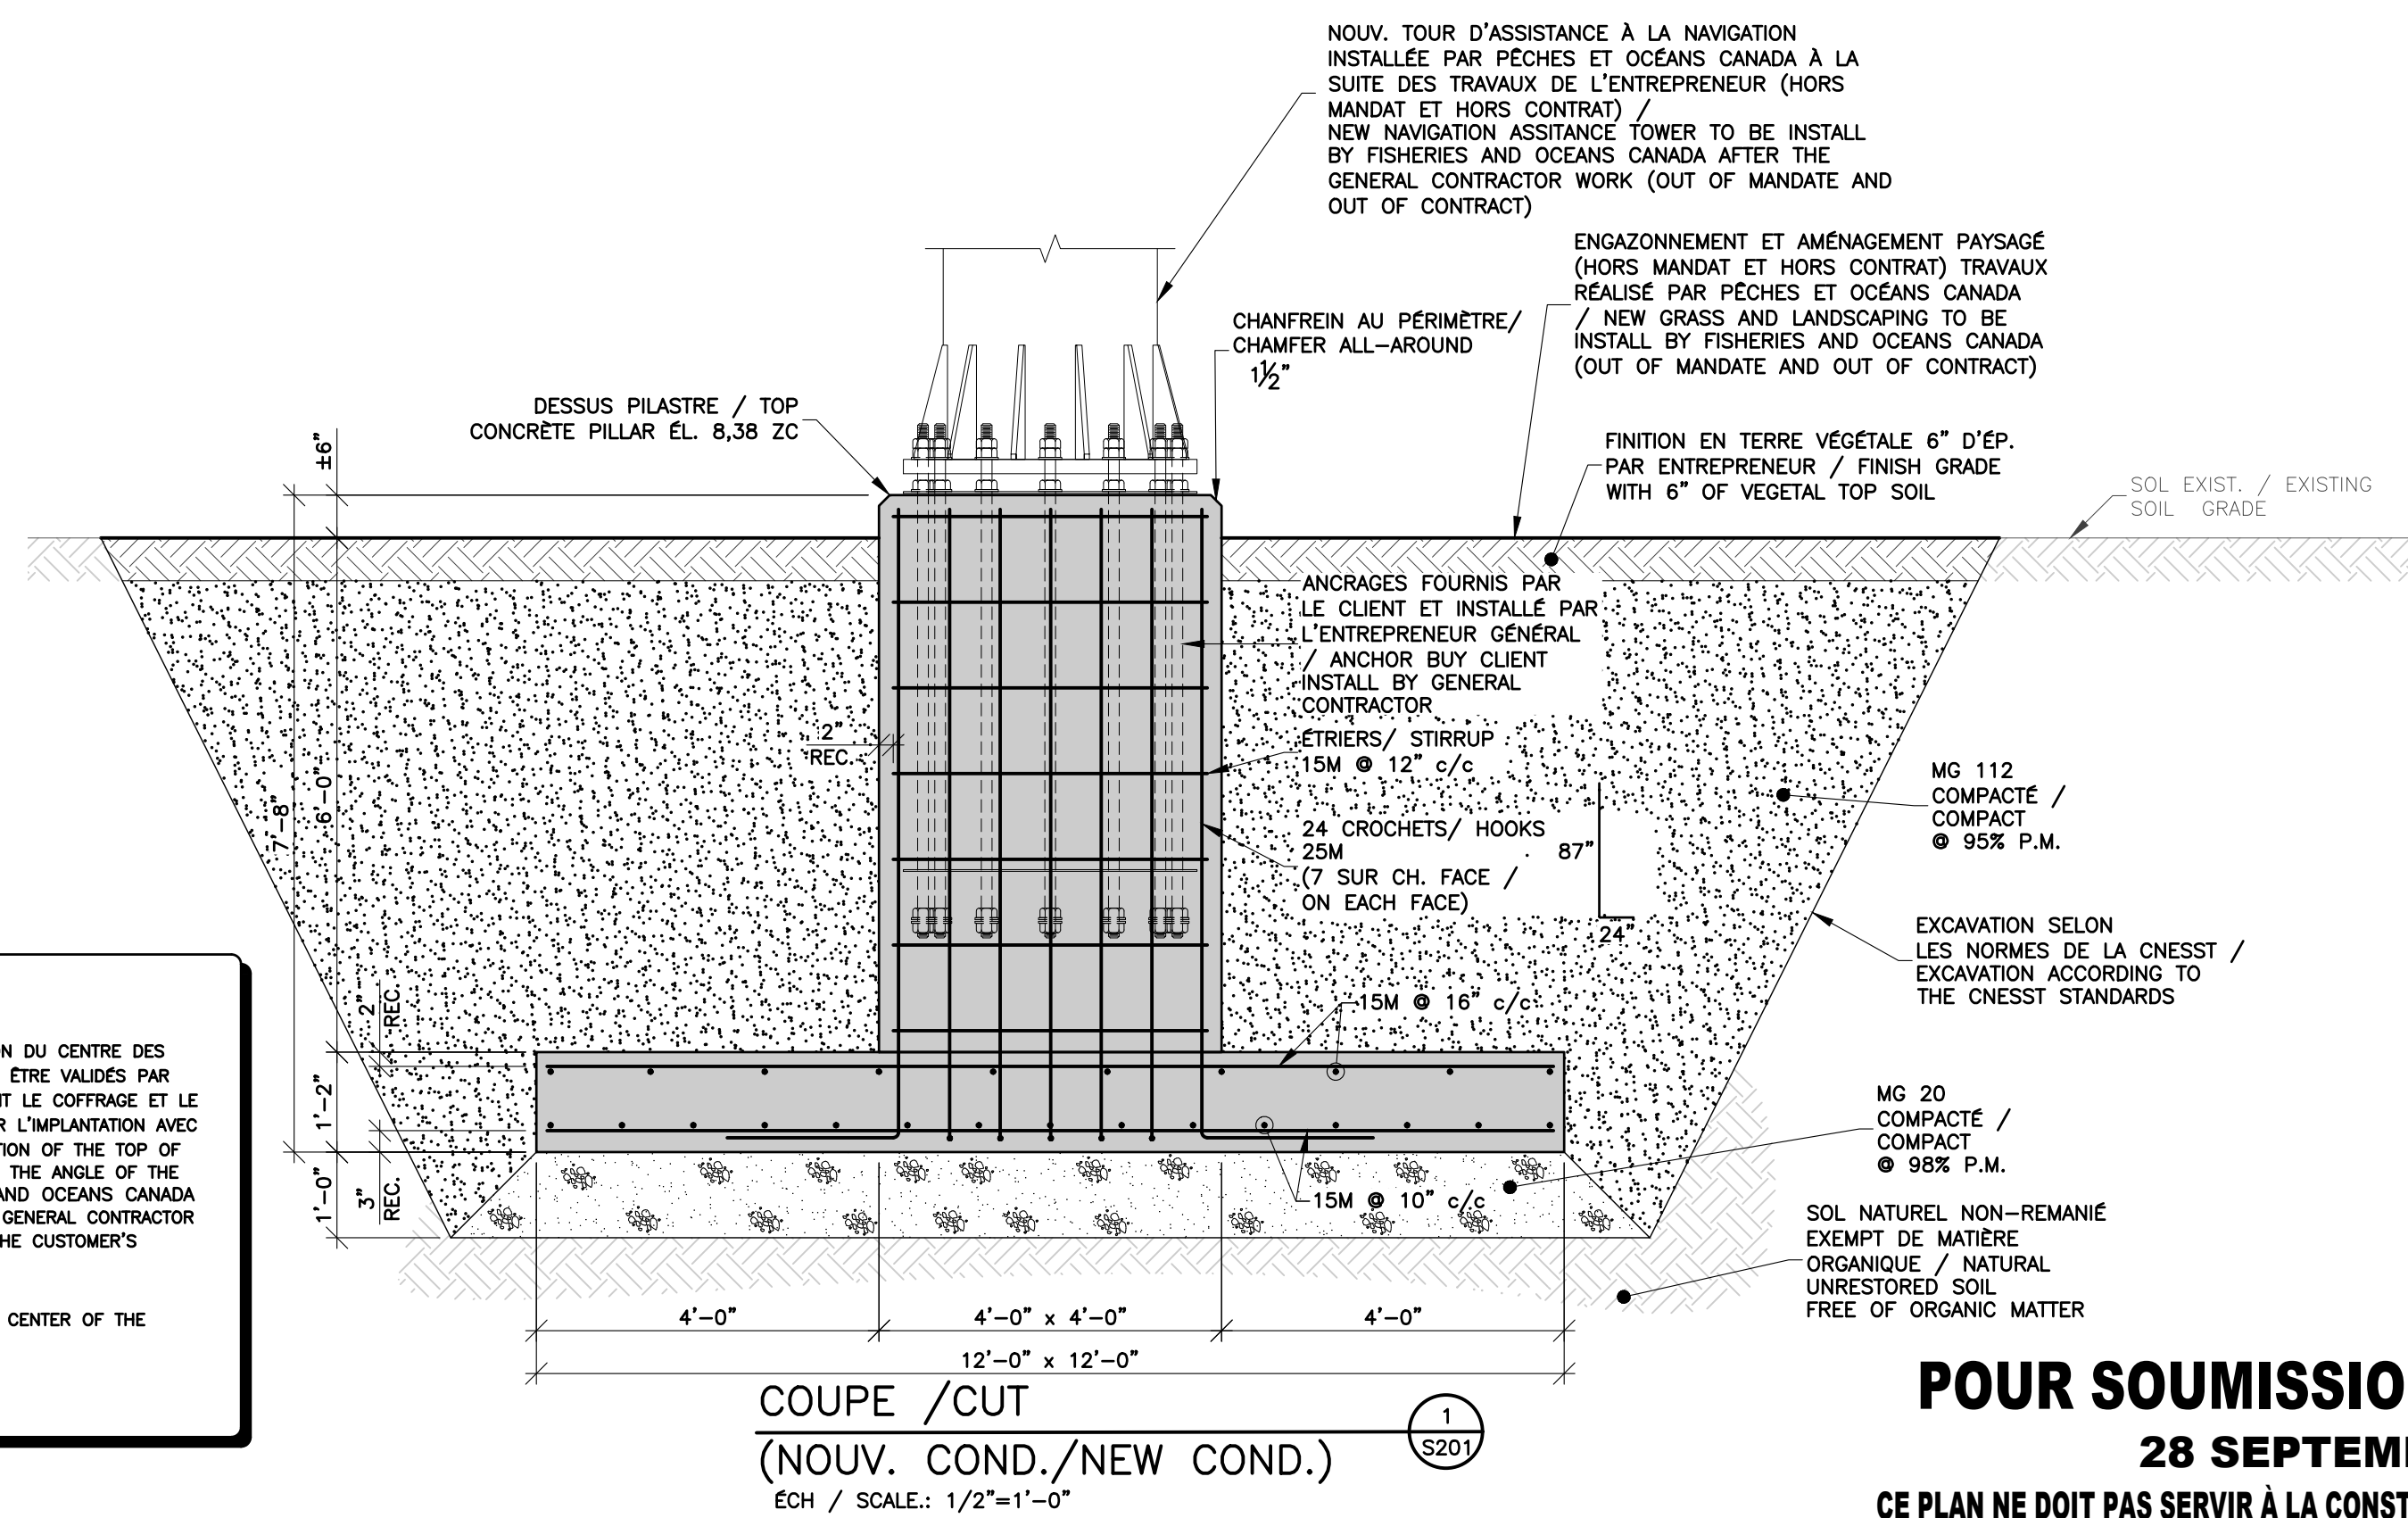 NOUV. TOUR D'ASSISTANCE À LA NAVIGATION
INSTALLÉE PAR PÊCHES ET OCÉANS CANADA À LA
SUITE DES TRAVAUX DE L'ENTREPRENEUR (HORS
MANDAT ET HORS CONTRAT) /
NEW NAVIGATION ASSITANCE TOWER TO BE INSTALL
BY FISHERIES AND OCEANS CANADA AFTER THE
GENERAL CONTRACTOR WORK (OUT OF MANDATE AND
OUT OF CONTRACT)
ENGAZONNEMENT ET AMÉNAGEMENT PAYSAGÉ
(HORS MANDAT ET HORS CONTRAT) TRAVAUX
RÉALISÉ PAR PÊCHES ET OCÉANS CANADA
/ NEW GRASS AND LANDSCAPING TO BE
INSTALL BY FISHERIES AND OCEANS CANADA
(OUT OF MANDATE AND OUT OF CONTRACT)
CHANFREIN AU PÉRIMÈTRE/
CHAMFER ALL-AROUND
1½"
DESSUS PILASTRE / TOP
CONCRÈTE PILLAR ÉL. 8,38 ZC
FINITION EN TERRE VÉGÉTALE 6" D'ÉP.
PAR ENTREPRENEUR / FINISH GRADE
WITH 6" OF VEGETAL TOP SOIL
SOL EXIST. / EXISTING
SOIL GRADE
±6"
ANCRAGES FOURNIS PAR
LE CLIENT ET INSTALLÉ PAR
L'ENTREPRENEUR GÉNÉRAL
/ ANCHOR BUY CLIENT
INSTALL BY GENERAL
CONTRACTOR
2"
REC.
ÉTRIERS/ STIRRUP
15M @ 12" c/c
7'-8"
6'-0"
MG 112
COMPACTÉ /
COMPACT
@ 95% P.M.
24 CROCHETS/ HOOKS
25M
(7 SUR CH. FACE /
ON EACH FACE)
87"
24"
EXCAVATION SELON
LES NORMES DE LA CNESST /
EXCAVATION ACCORDING TO
THE CNESST STANDARDS
2"
REC.
15M @ 16" c/c
1'-2"
1'-0"
3"
REC.
15M @ 10" c/c
MG 20
COMPACTÉ /
COMPACT
@ 98% P.M.
SOL NATUREL NON-REMANIÉ
EXEMPT DE MATIÈRE
ORGANIQUE / NATURAL
UNRESTORED SOIL
FREE OF ORGANIC MATTER
ON DU CENTRE DES
ÊTRE VALIDÉS PAR
NT LE COFFRAGE ET LE
R L'IMPLANTATION AVEC
TION OF THE TOP OF
THE ANGLE OF THE
AND OCEANS CANADA
GENERAL CONTRACTOR
HE CUSTOMER'S
CENTER OF THE
4'-0"
4'-0" x 4'-0"
4'-0"
12'-0" x 12'-0"
COUPE /CUT
(NOUV. COND./NEW COND.)
ÉCH / SCALE.: 1/2"=1'-0"
1
S201
POUR SOUMISSIO
28 SEPTEM
CE PLAN NE DOIT PAS SERVIR À LA CONST